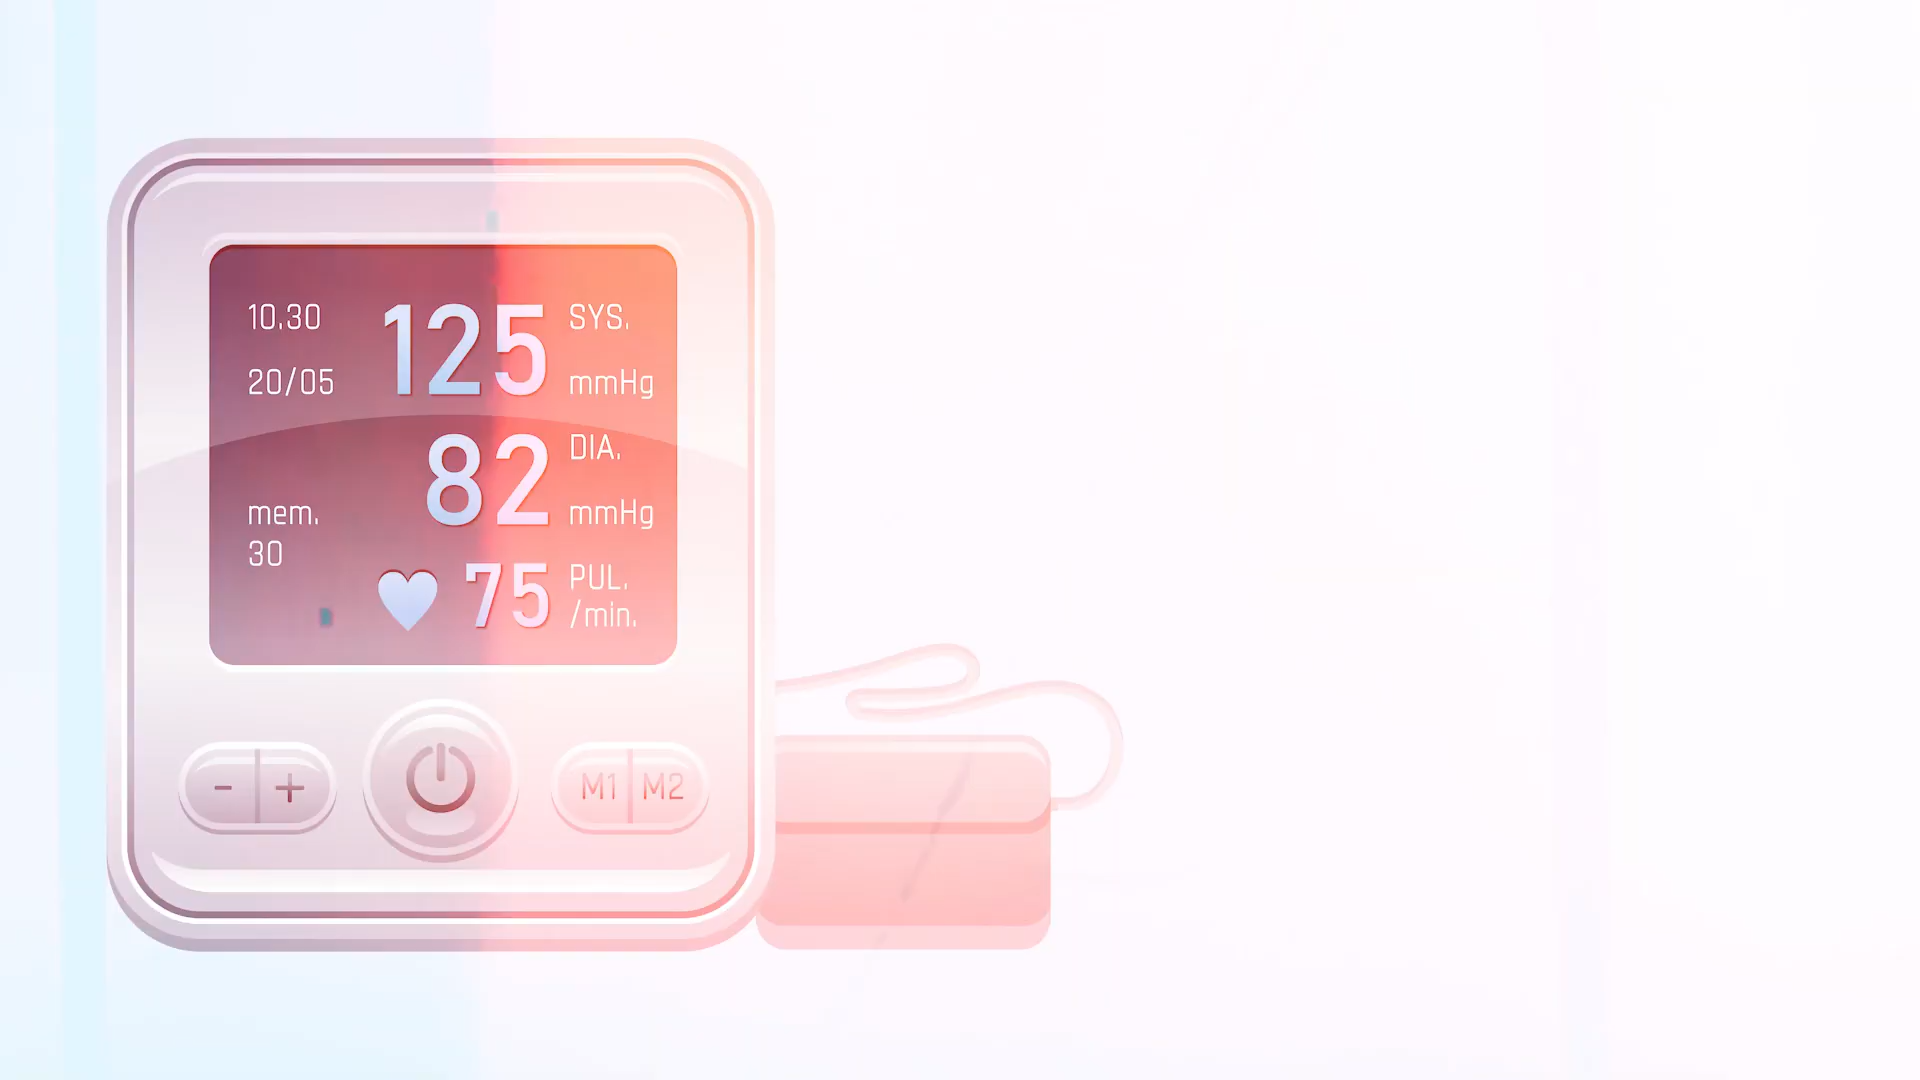 10.30 125 SYS.
20/05 mmHg
82 DIA.
mem. mmHg
30
75 PUL.
/min.
- + M1 M2